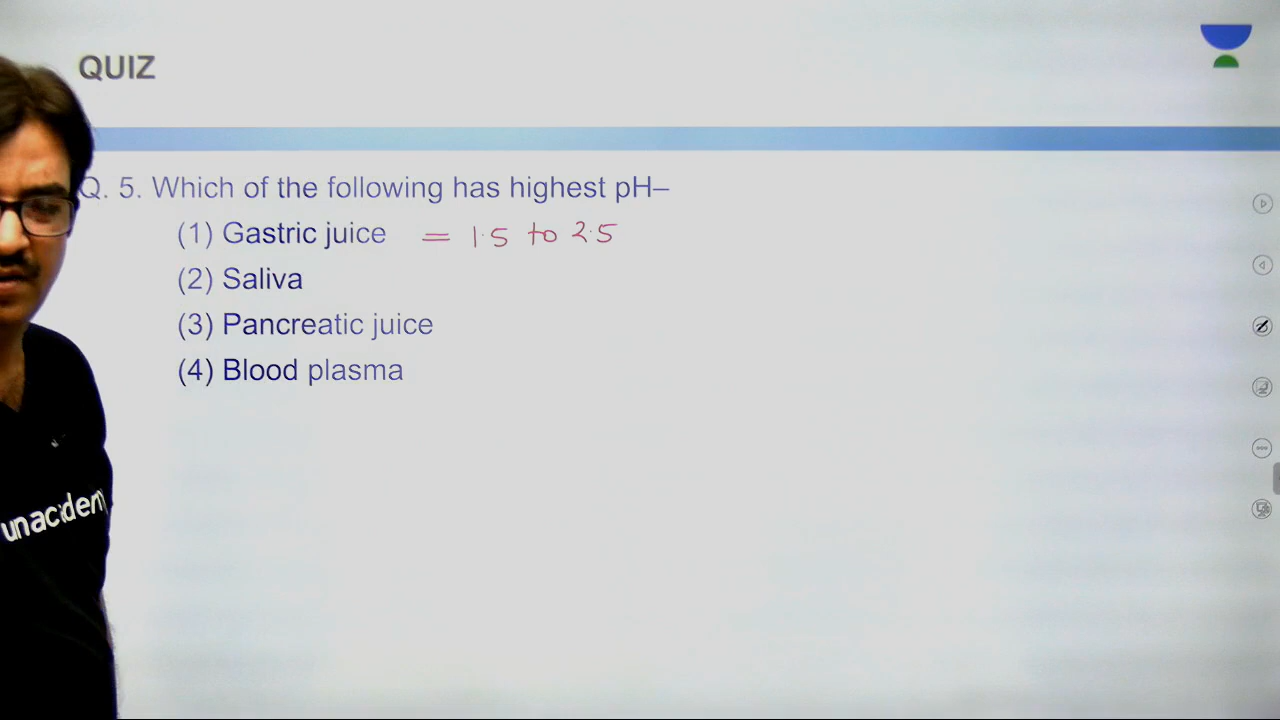 QUIZ
Q. 5. Which of the following has highest pH–
(1) Gastric juice = 1.5 to 2.5
(2) Saliva
(3) Pancreatic juice
(4) Blood plasma
unacademy